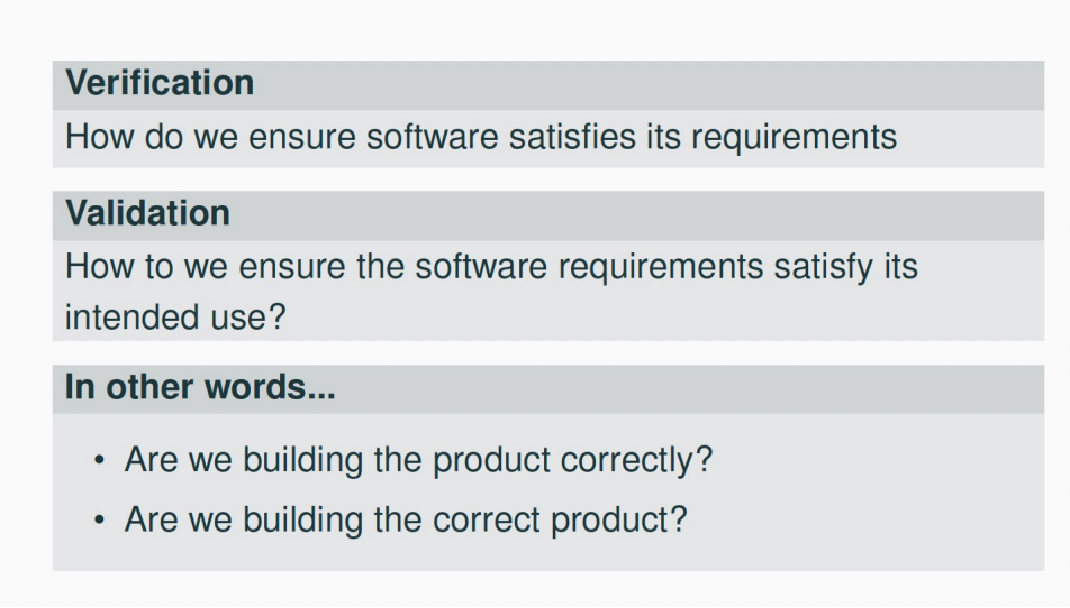 Verification
How do we ensure software satisfies its requirements
Validation
How to we ensure the software requirements satisfy its
intended use?
In other words...
• Are we building the product correctly?
• Are we building the correct product?